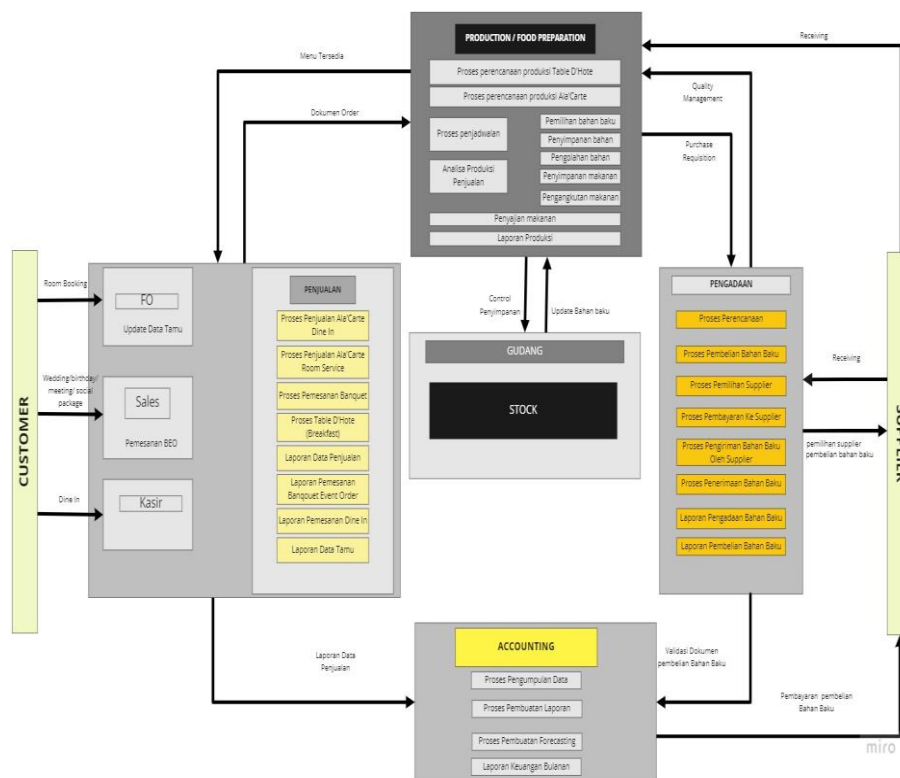 PRODUCTION / FOOD PREPARATION
Proses perencanaan produksi Table D'Hote
Proses perencanaan produksi Ala'Carte
Proses penjadwalan
Analisa Produksi
Penjualan
Pemilihan bahan baku
Penyimpanan bahan
Pengolahan bahan
Penyimpanan makanan
Pengangkutan makanan
Penyajian makanan
Laporan Produksi
Menu Tersedia
Dokumen Order
Receiving
Quality
Management
Purchase
Requisition
CUSTOMER
Room Booking
Wedding/birthday/
meeting/ social
package
Dine In
FO
Update Data Tamu
Sales
Pemesanan BEO
Kasir
PENJUALAN
Proses Penjualan Ala'Carte
Dine In
Proses Penjualan Ala'Carte
Room Service
Proses Pemesanan Banquet
Proses Table D'Hote
(Breakfast)
Laporan Data Penjualan
Laporan Pemesanan
Banqouet Event Order
Laporan Pemesanan Dine In
Laporan Data Tamu
Control
Penyimpanan
Update Bahan baku
GUDANG
STOCK
PENGADAAN
Proses Perencanaan
Proses Pembelian Bahan Baku
Proses Pemilihan Supplier
Proses Pembayaran Ke Supplier
Proses Pengiriman Bahan Baku
Oleh Supplier
Proses Penerimaan Bahan Baku
Laporan Pengadaan Bahan Baku
Laporan Pembelian Bahan Baku
Receiving
pemilihan supplier
pembelian bahan baku
Laporan Data
Penjualan
ACCOUNTING
Proses Pengumpulan Data
Proses Pembuatan Laporan
Proses Pembuatan Forecasting
Laporan Keuangan Bulanan
Validasi Dokumen
pembelian Bahan Baku
Pembayaran pembelian
Bahan Baku
miro